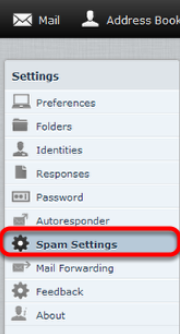 Mail Address Book
Settings
Preferences
Folders
Identities
Responses
Password
Autoresponder
Spam Settings
Mail Forwarding
Feedback
About